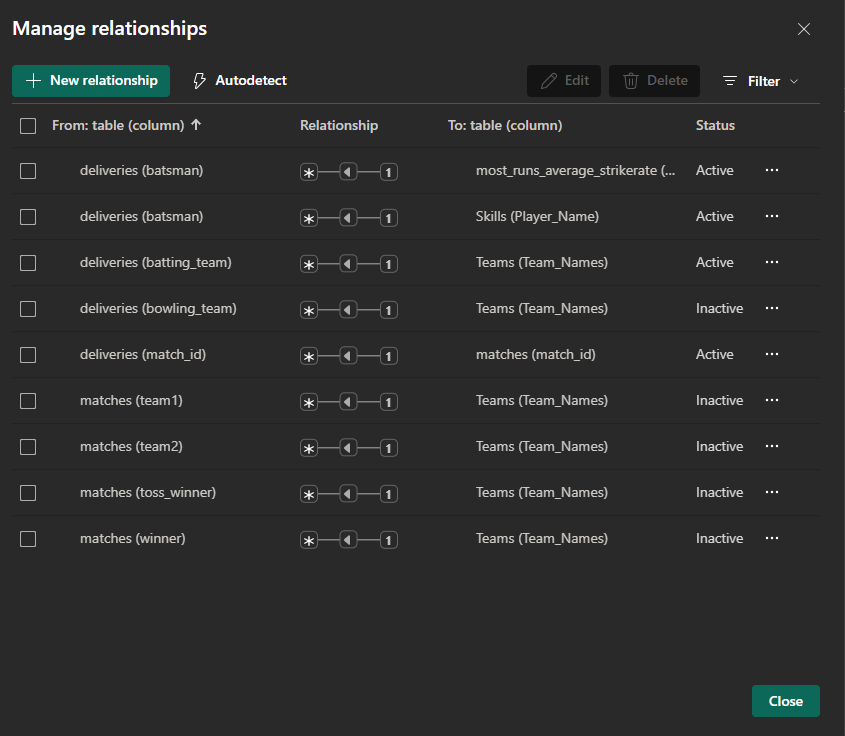 Manage relationships
New relationship Autodetect Edit Delete Filter
From: table (column) ↑ Relationship To: table (column) Status
deliveries (batsman) * 1 most_runs_average_strikerate (... Active ...
deliveries (batsman) * 1 Skills (Player_Name) Active ...
deliveries (batting_team) * 1 Teams (Team_Names) Active ...
deliveries (bowling_team) * 1 Teams (Team_Names) Inactive ...
deliveries (match_id) * 1 matches (match_id) Active ...
matches (team1) * 1 Teams (Team_Names) Inactive ...
matches (team2) * 1 Teams (Team_Names) Inactive ...
matches (toss_winner) * 1 Teams (Team_Names) Inactive ...
matches (winner) * 1 Teams (Team_Names) Inactive ...
Close